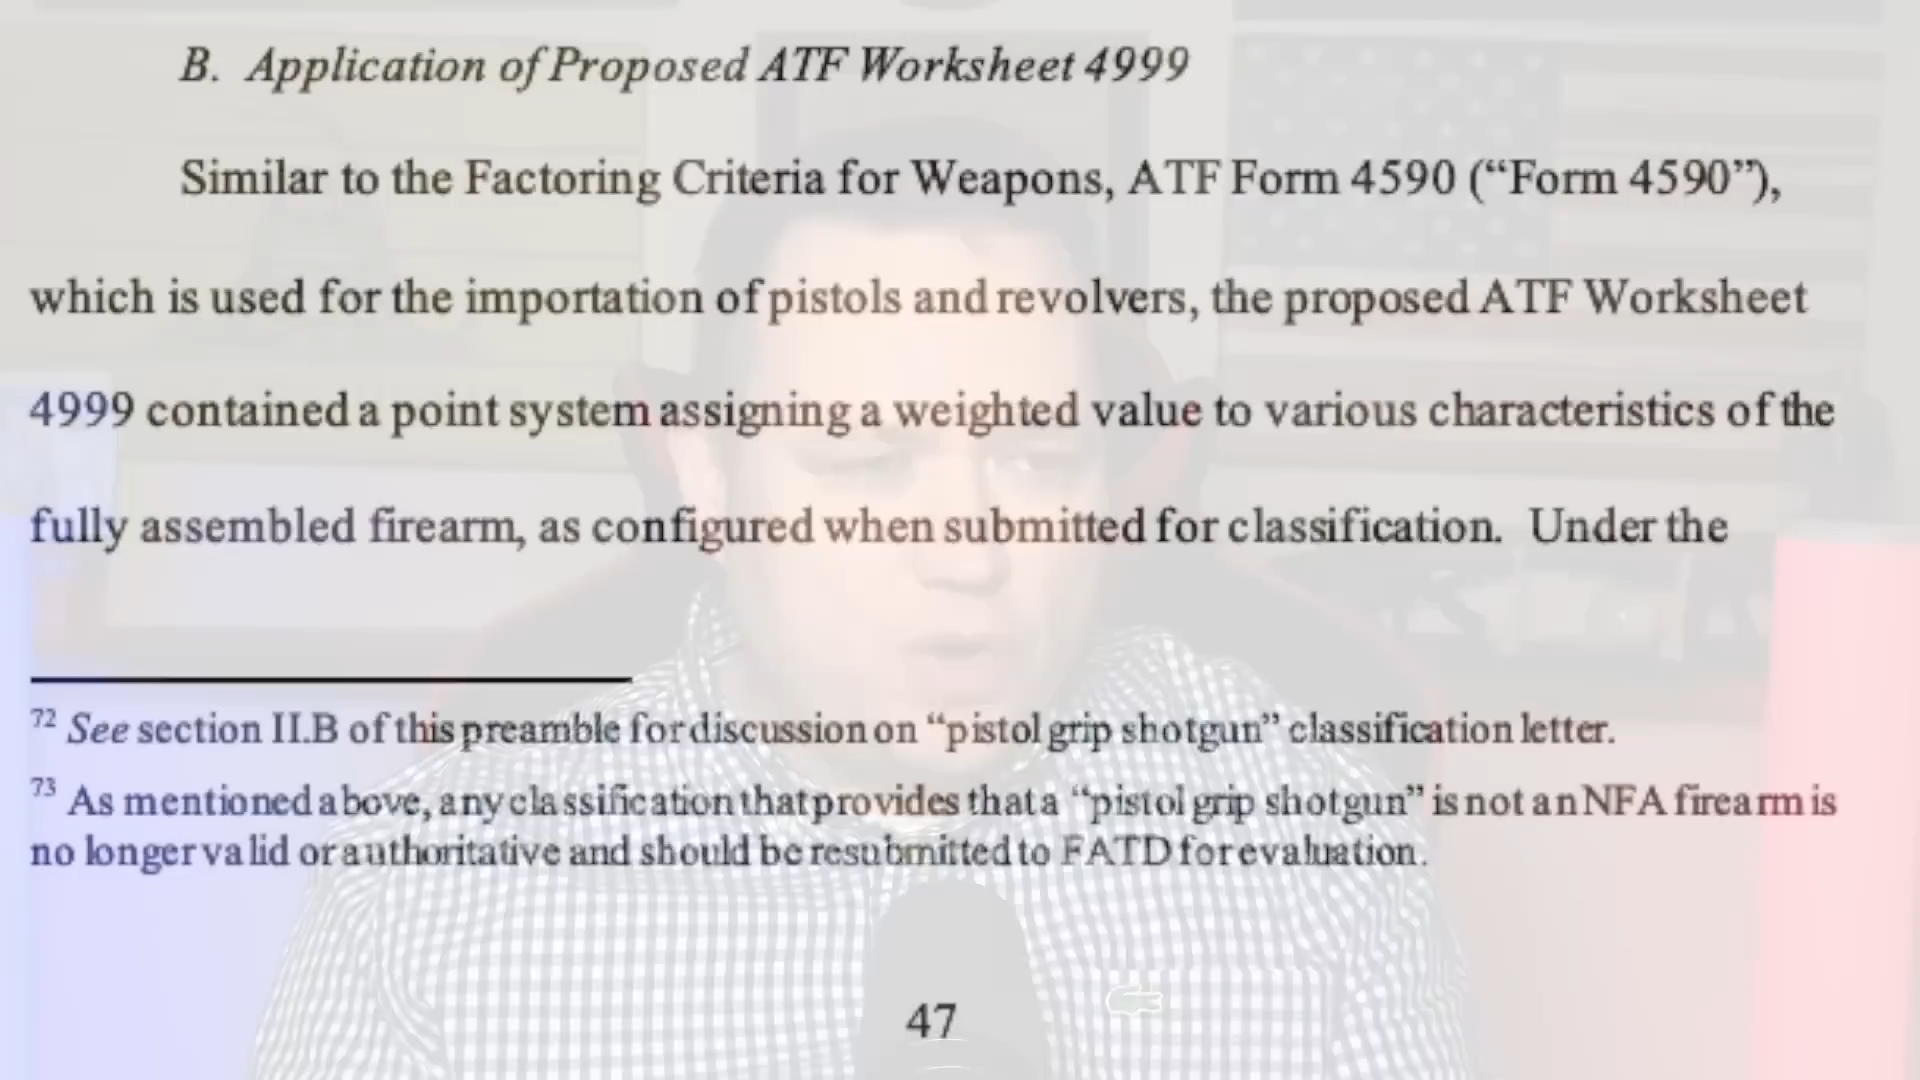 B. Application of Proposed ATF Worksheet 4999
Similar to the Factoring Criteria for Weapons, ATF Form 4590 (“Form 4590”),
which is used for the importation of pistols and revolvers, the proposed ATF Worksheet
4999 contained a point system assigning a weighted value to various characteristics of the
fully assembled firearm, as configured when submitted for classification. Under the
72 See section II.B of this preamble for discussion on “pistol grip shotgun” classification letter.
73 As mentioned above, any classification that provides that a “pistol grip shotgun” is not an NFA firearm is
no longer valid or authoritative and should be resubmitted to FATD for evaluation.
47